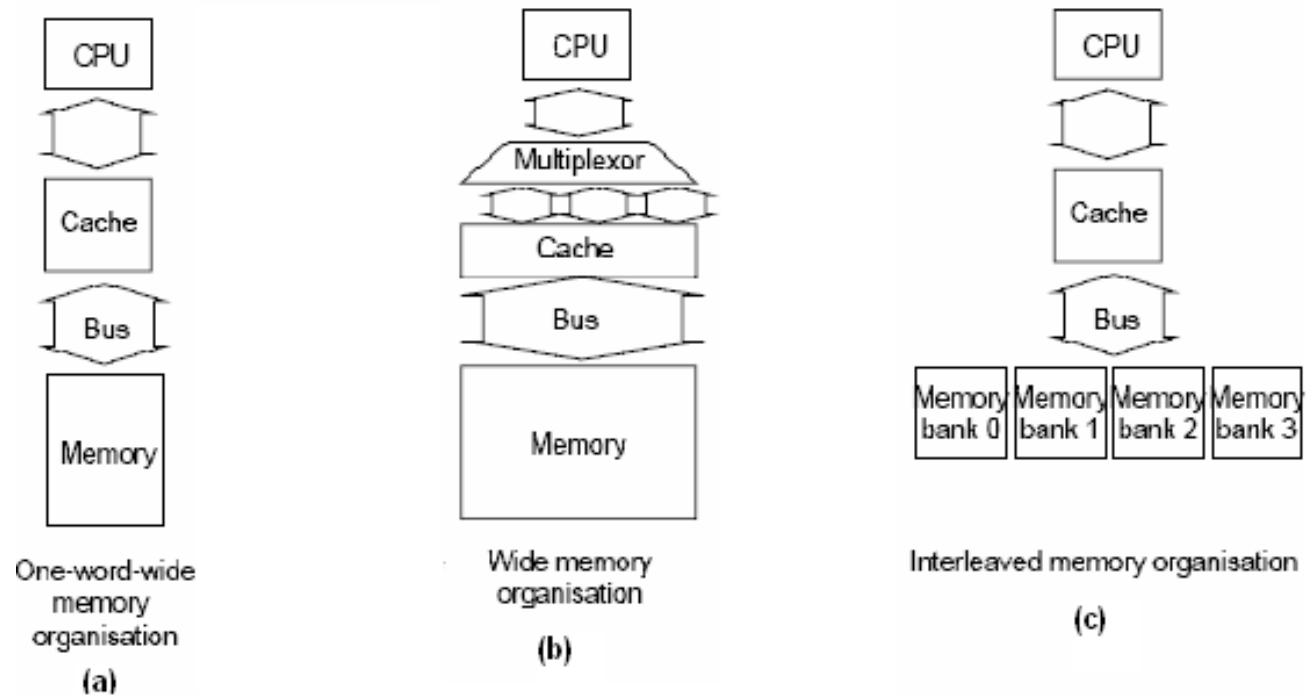 CPU
Cache
Bus
Memory
One-word-wide
memory
organisation
(a)
CPU
Multiplexor
Cache
Bus
Memory
Wide memory
organisation
(b)
CPU
Cache
Bus
Memory
bank 0
Memory
bank 1
Memory
bank 2
Memory
bank 3
Interleaved memory organisation
(c)